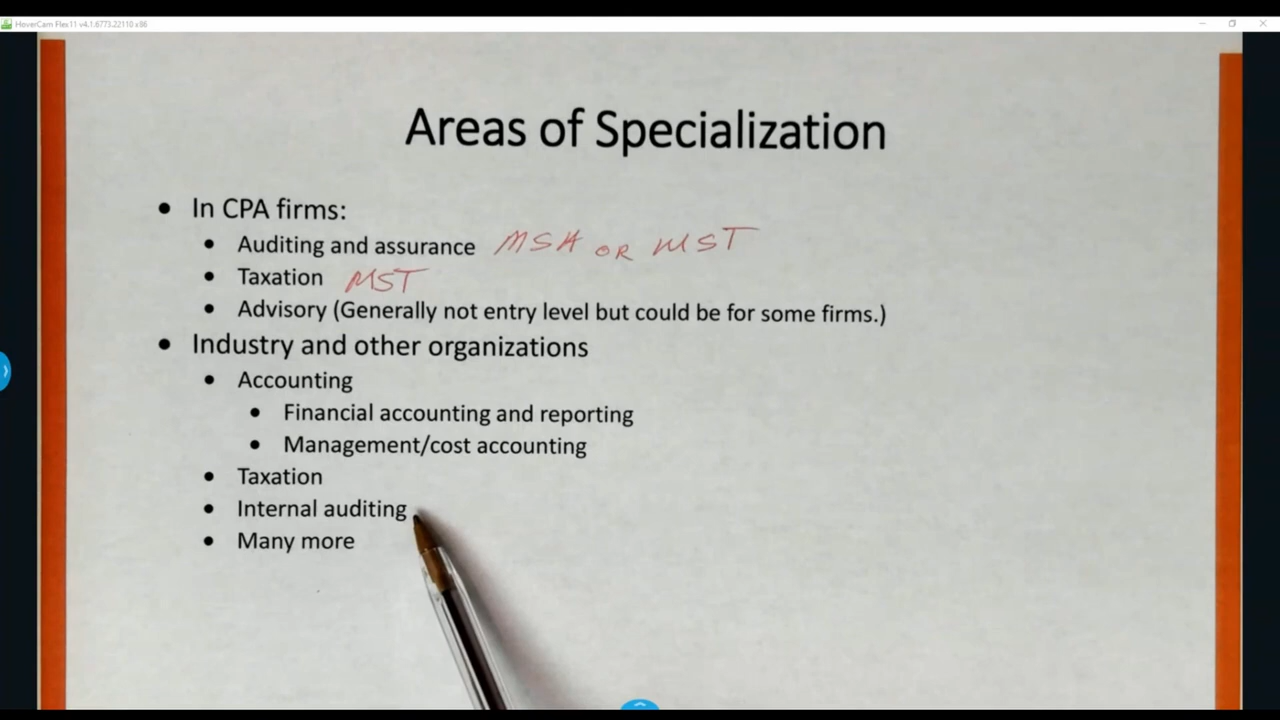 HoverCam Flex11 v4.1.6773.22110 x86
Areas of Specialization
• In CPA firms:
• Auditing and assurance MSA OR MST
• Taxation MST
• Advisory (Generally not entry level but could be for some firms.)
• Industry and other organizations
• Accounting
• Financial accounting and reporting
• Management/cost accounting
• Taxation
• Internal auditing
• Many more